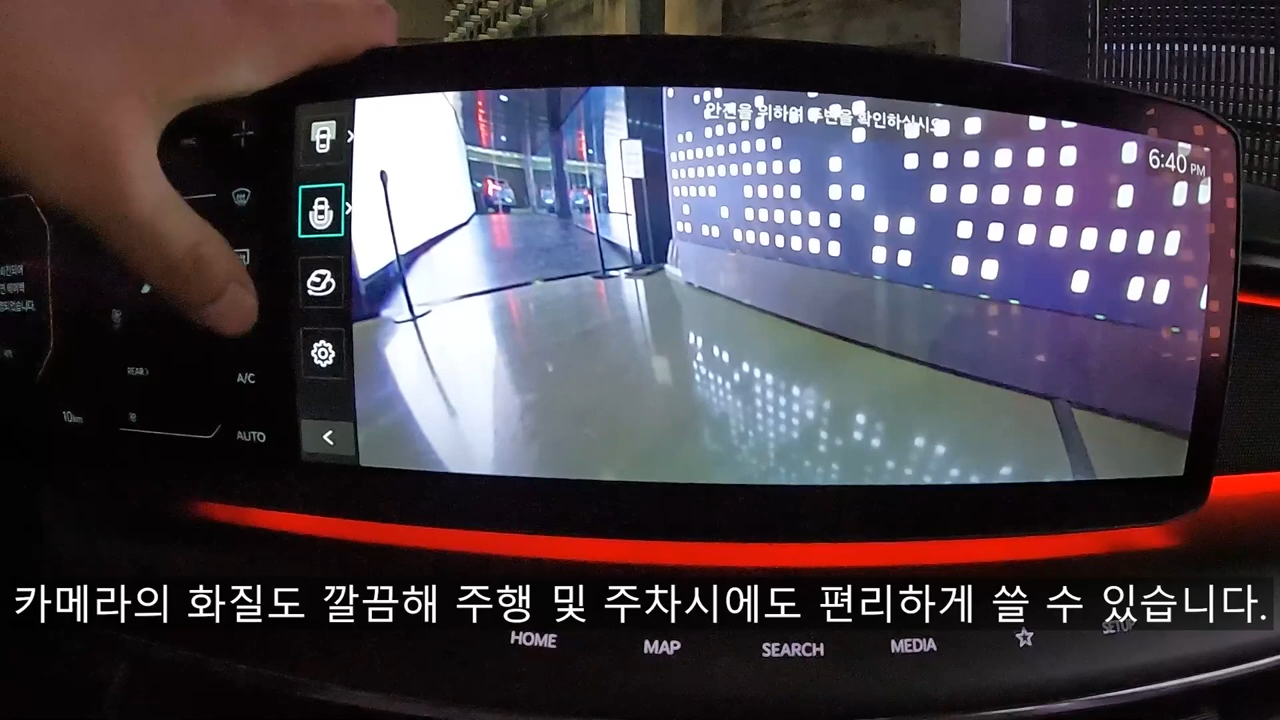 안전을 위하여 주변을 확인하십시오
6:40 PM
REAR
A/C
10km
AUTO
카메라의 화질도 깔끔해 주행 및 주차시에도 편리하게 쓸 수 있습니다.
HOME
MAP
SEARCH
MEDIA
SETUP